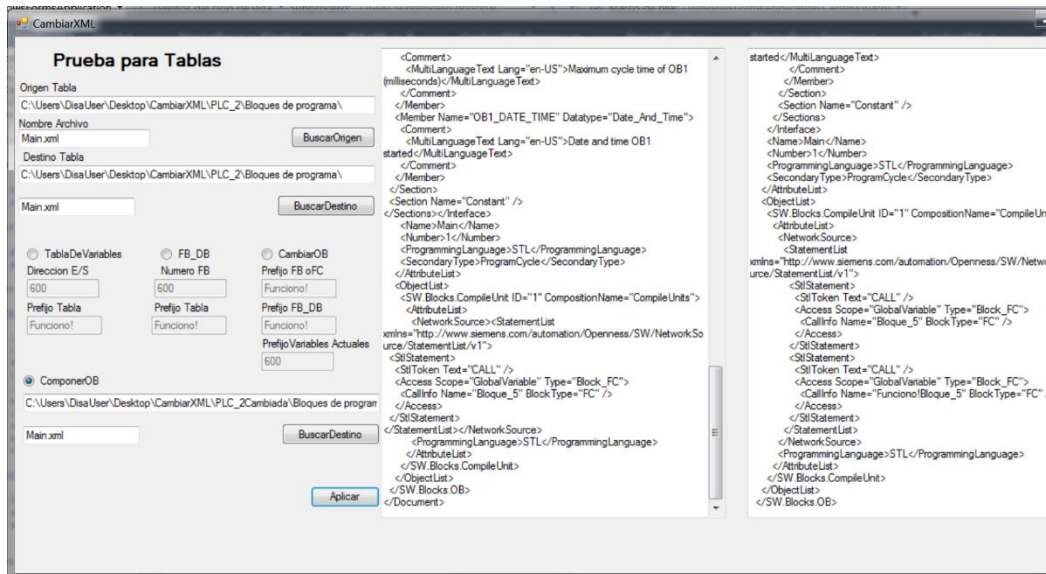 CambiarXML
Prueba para Tablas
Origen Tabla
C:\Users\DisaUser\Desktop\CambiarXML\PLC_2\Bloques de programa\
Nombre Archivo
Main.xml
BuscarOrigen
Destino Tabla
C:\Users\DisaUser\Desktop\CambiarXML\PLC_2\Bloques de programa\
Main.xml
BuscarDestino
TablaDeVariables
FB_DB
CambiarOB
Direccion E/S
Numero FB
Prefijo FB oFC
600
600
Funciono!
Prefijo Tabla
Prefijo Tabla
Prefijo FB_DB
Funciono!
Funciono!
Funciono!
PrefijoVariables Actuales
600
ComponerOB
C:\Users\DisaUser\Desktop\CambiarXML\PLC_2Cambiada\Bloques de program
Main.xml
BuscarDestino
Aplicar
<Comment>
<MultiLanguageText Lang="en-US">Maximum cycle time of OB1
(milliseconds)</MultiLanguageText>
</Comment>
</Member>
<Member Name="OB1_DATE_TIME" Datatype="Date_And_Time">
<Comment>
<MultiLanguageText Lang="en-US">Date and time OB1
started</MultiLanguageText>
</Comment>
</Member>
</Section>
<Section Name="Constant" />
</Sections></Interface>
<Name>Main</Name>
<Number>1</Number>
<ProgrammingLanguage>STL</ProgrammingLanguage>
<SecondaryType>ProgramCycle</SecondaryType>
</AttributeList>
<ObjectList>
<SW.Blocks.CompileUnit ID="1" CompositionName="CompileUnits">
<AttributeList>
<NetworkSource><StatementList
xmlns="http://www.siemens.com/automation/Openness/SW/NetworkSo
urce/StatementList/v1">
<StlStatement>
<StlToken Text="CALL" />
<Access Scope="GlobalVariable" Type="Block_FC">
<CallInfo Name="Bloque_5" BlockType="FC" />
</Access>
</StlStatement>
</StatementList></NetworkSource>
<ProgrammingLanguage>STL</ProgrammingLanguage>
</AttributeList>
</SW.Blocks.CompileUnit>
</ObjectList>
</SW.Blocks.OB>
</Document>
started</MultiLanguageText>
</Comment>
</Member>
</Section>
<Section Name="Constant" />
</Sections>
</Interface>
<Name>Main</Name>
<Number>1</Number>
<ProgrammingLanguage>STL</ProgrammingLanguage>
<SecondaryType>ProgramCycle</SecondaryType>
</AttributeList>
<ObjectList>
<SW.Blocks.CompileUnit ID="1" CompositionName="CompileUn
<AttributeList>
<NetworkSource>
<StatementList
xmlns="http://www.siemens.com/automation/Openness/SW/Netwo
urce/StatementList/v1">
<StlStatement>
<StlToken Text="CALL" />
<Access Scope="GlobalVariable" Type="Block_FC">
<CallInfo Name="Bloque_5" BlockType="FC" />
</Access>
</StlStatement>
<StlStatement>
<StlToken Text="CALL" />
<Access Scope="GlobalVariable" Type="Block_FC">
<CallInfo Name="Funciono!Bloque_5" BlockType="FC"
</Access>
</StlStatement>
</StatementList>
</NetworkSource>
<ProgrammingLanguage>STL</ProgrammingLanguage>
</AttributeList>
</SW.Blocks.CompileUnit>
</ObjectList>
</SW.Blocks.OB>